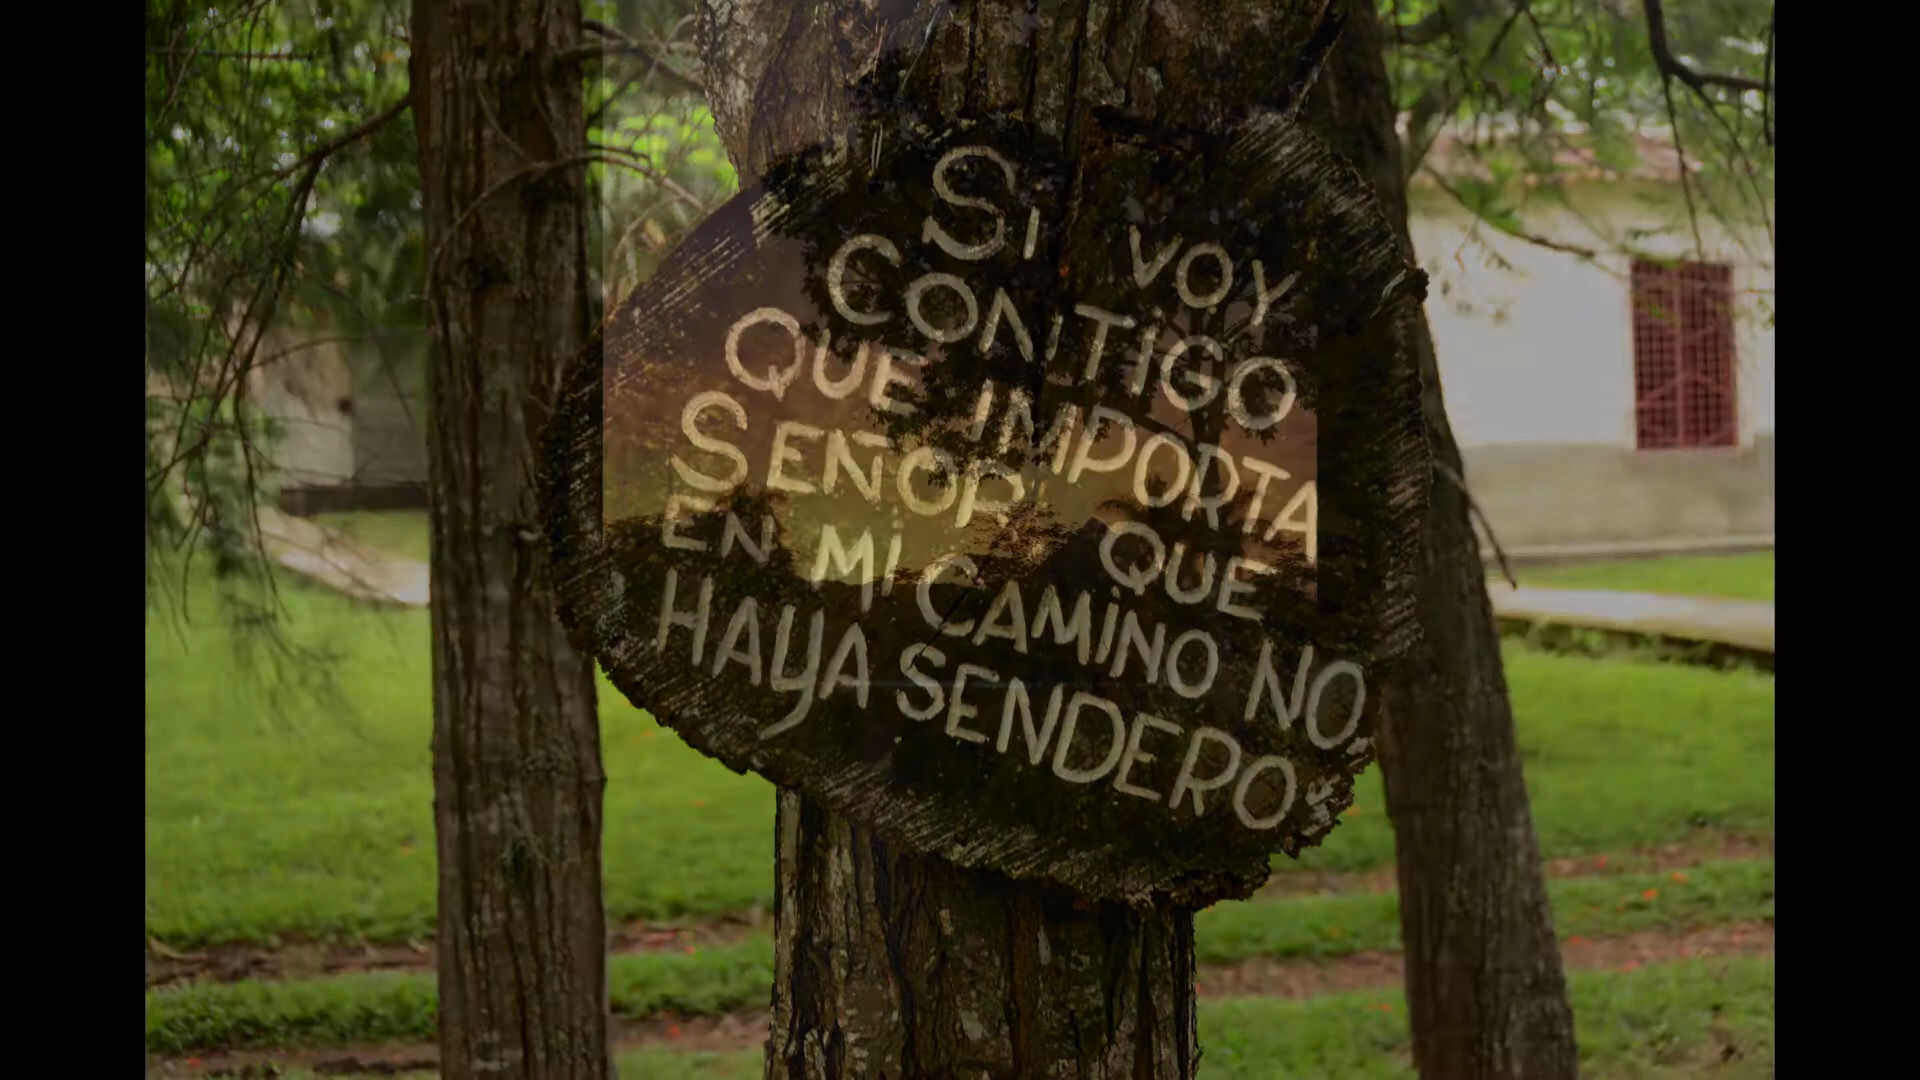 SI VOY
CONTIGO
QUE IMPORTA
SEÑOR QUE
EN MI CAMINO NO
HAYA SENDERO